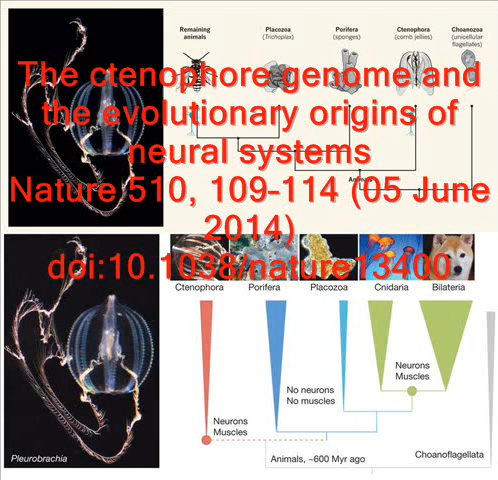 Remaining animals
Placozoa (Trichoplax)
Porifera (sponges)
Ctenophora (comb jellies)
Choanozoa (unicellular flagellates)
The ctenophore genome and
the evolutionary origins of
neural systems
Nature 510, 109-114 (05 June
2014)
doi:10.1038/nature13400
Ctenophora
Porifera
Placozoa
Cnidaria
Bilateria
Neurons
Muscles
No neurons
No muscles
Neurons
Muscles
Pleurobrachia
Animals, ~600 Myr ago
Choanoflagellata